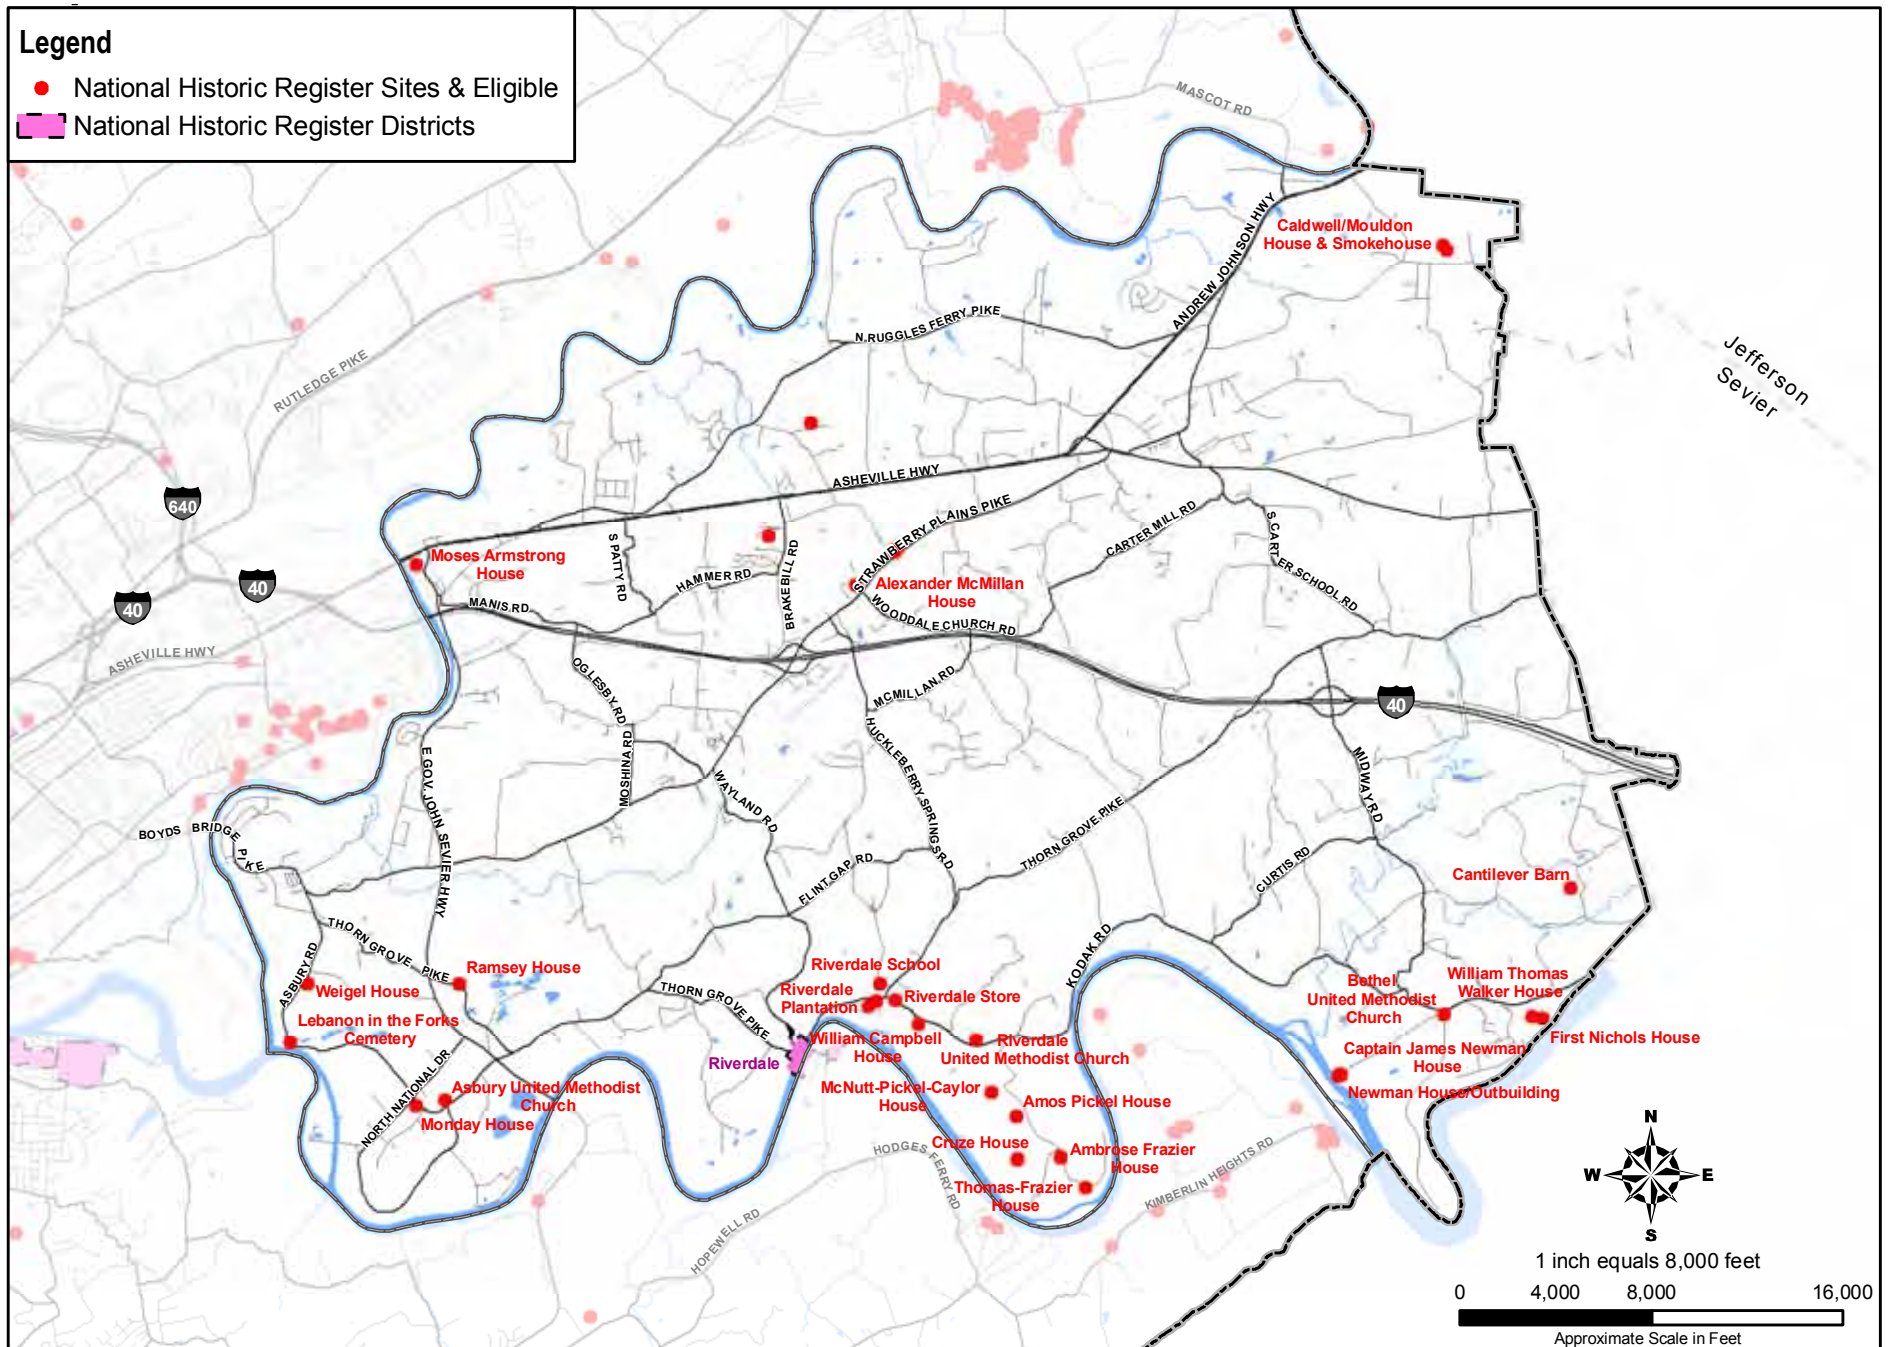 Legend
National Historic Register Sites & Eligible
National Historic Register Districts
MASCOT RD
Caldwell/Mouldon
House & Smokehouse
ANDREW JOHNSON HWY
N RUGGLES FERRY PIKE
RUTLEDGE PIKE
Jefferson
Sevier
ASHEVILLE HWY
640
STRAWBERRY PLAINS PIKE
CARTER MILL RD
S CARTER SCHOOL RD
Moses Armstrong
House
S PATTY RD
HAMMER RD
BRAKEBILL RD
40
40
MANIS RD
Alexander McMillan
House
WOODDALE CHURCH RD
ASHEVILLE HWY
OGLESBY RD
MCMILLAN RD
40
E GOV JOHN SEVIER HWY
MOSHINA RD
WAYLAND RD
HUCKLEBERRY SPRINGS RD
MIDWAY RD
BOYDS BRIDGE PIKE
THORN GROVE PIKE
FLINT GAP RD
CURTIS RD
Cantilever Barn
THORN GROVE PIKE
ASBURY RD
Ramsey House
Weigel House
KODAK RD
Riverdale School
Riverdale
Plantation
Riverdale Store
THORN GROVE PIKE
Bethel
United Methodist
Church
William Thomas
Walker House
Lebanon in the Forks
Cemetery
William Campbell
House
Riverdale
United Methodist Church
First Nichols House
Riverdale
Captain James Newman
House
NORTH NATIONAL DR
Asbury United Methodist
Church
Monday House
McNutt-Pickel-Caylor
House
Amos Pickel House
Newman House/Outbuilding
Cruze House
Ambrose Frazier
House
HODGES FERRY RD
KIMBERLIN HEIGHTS RD
Thomas-Frazier
House
HOPEWELL RD
N
W
E
S
1 inch equals 8,000 feet
0 4,000 8,000 16,000
Approximate Scale in Feet